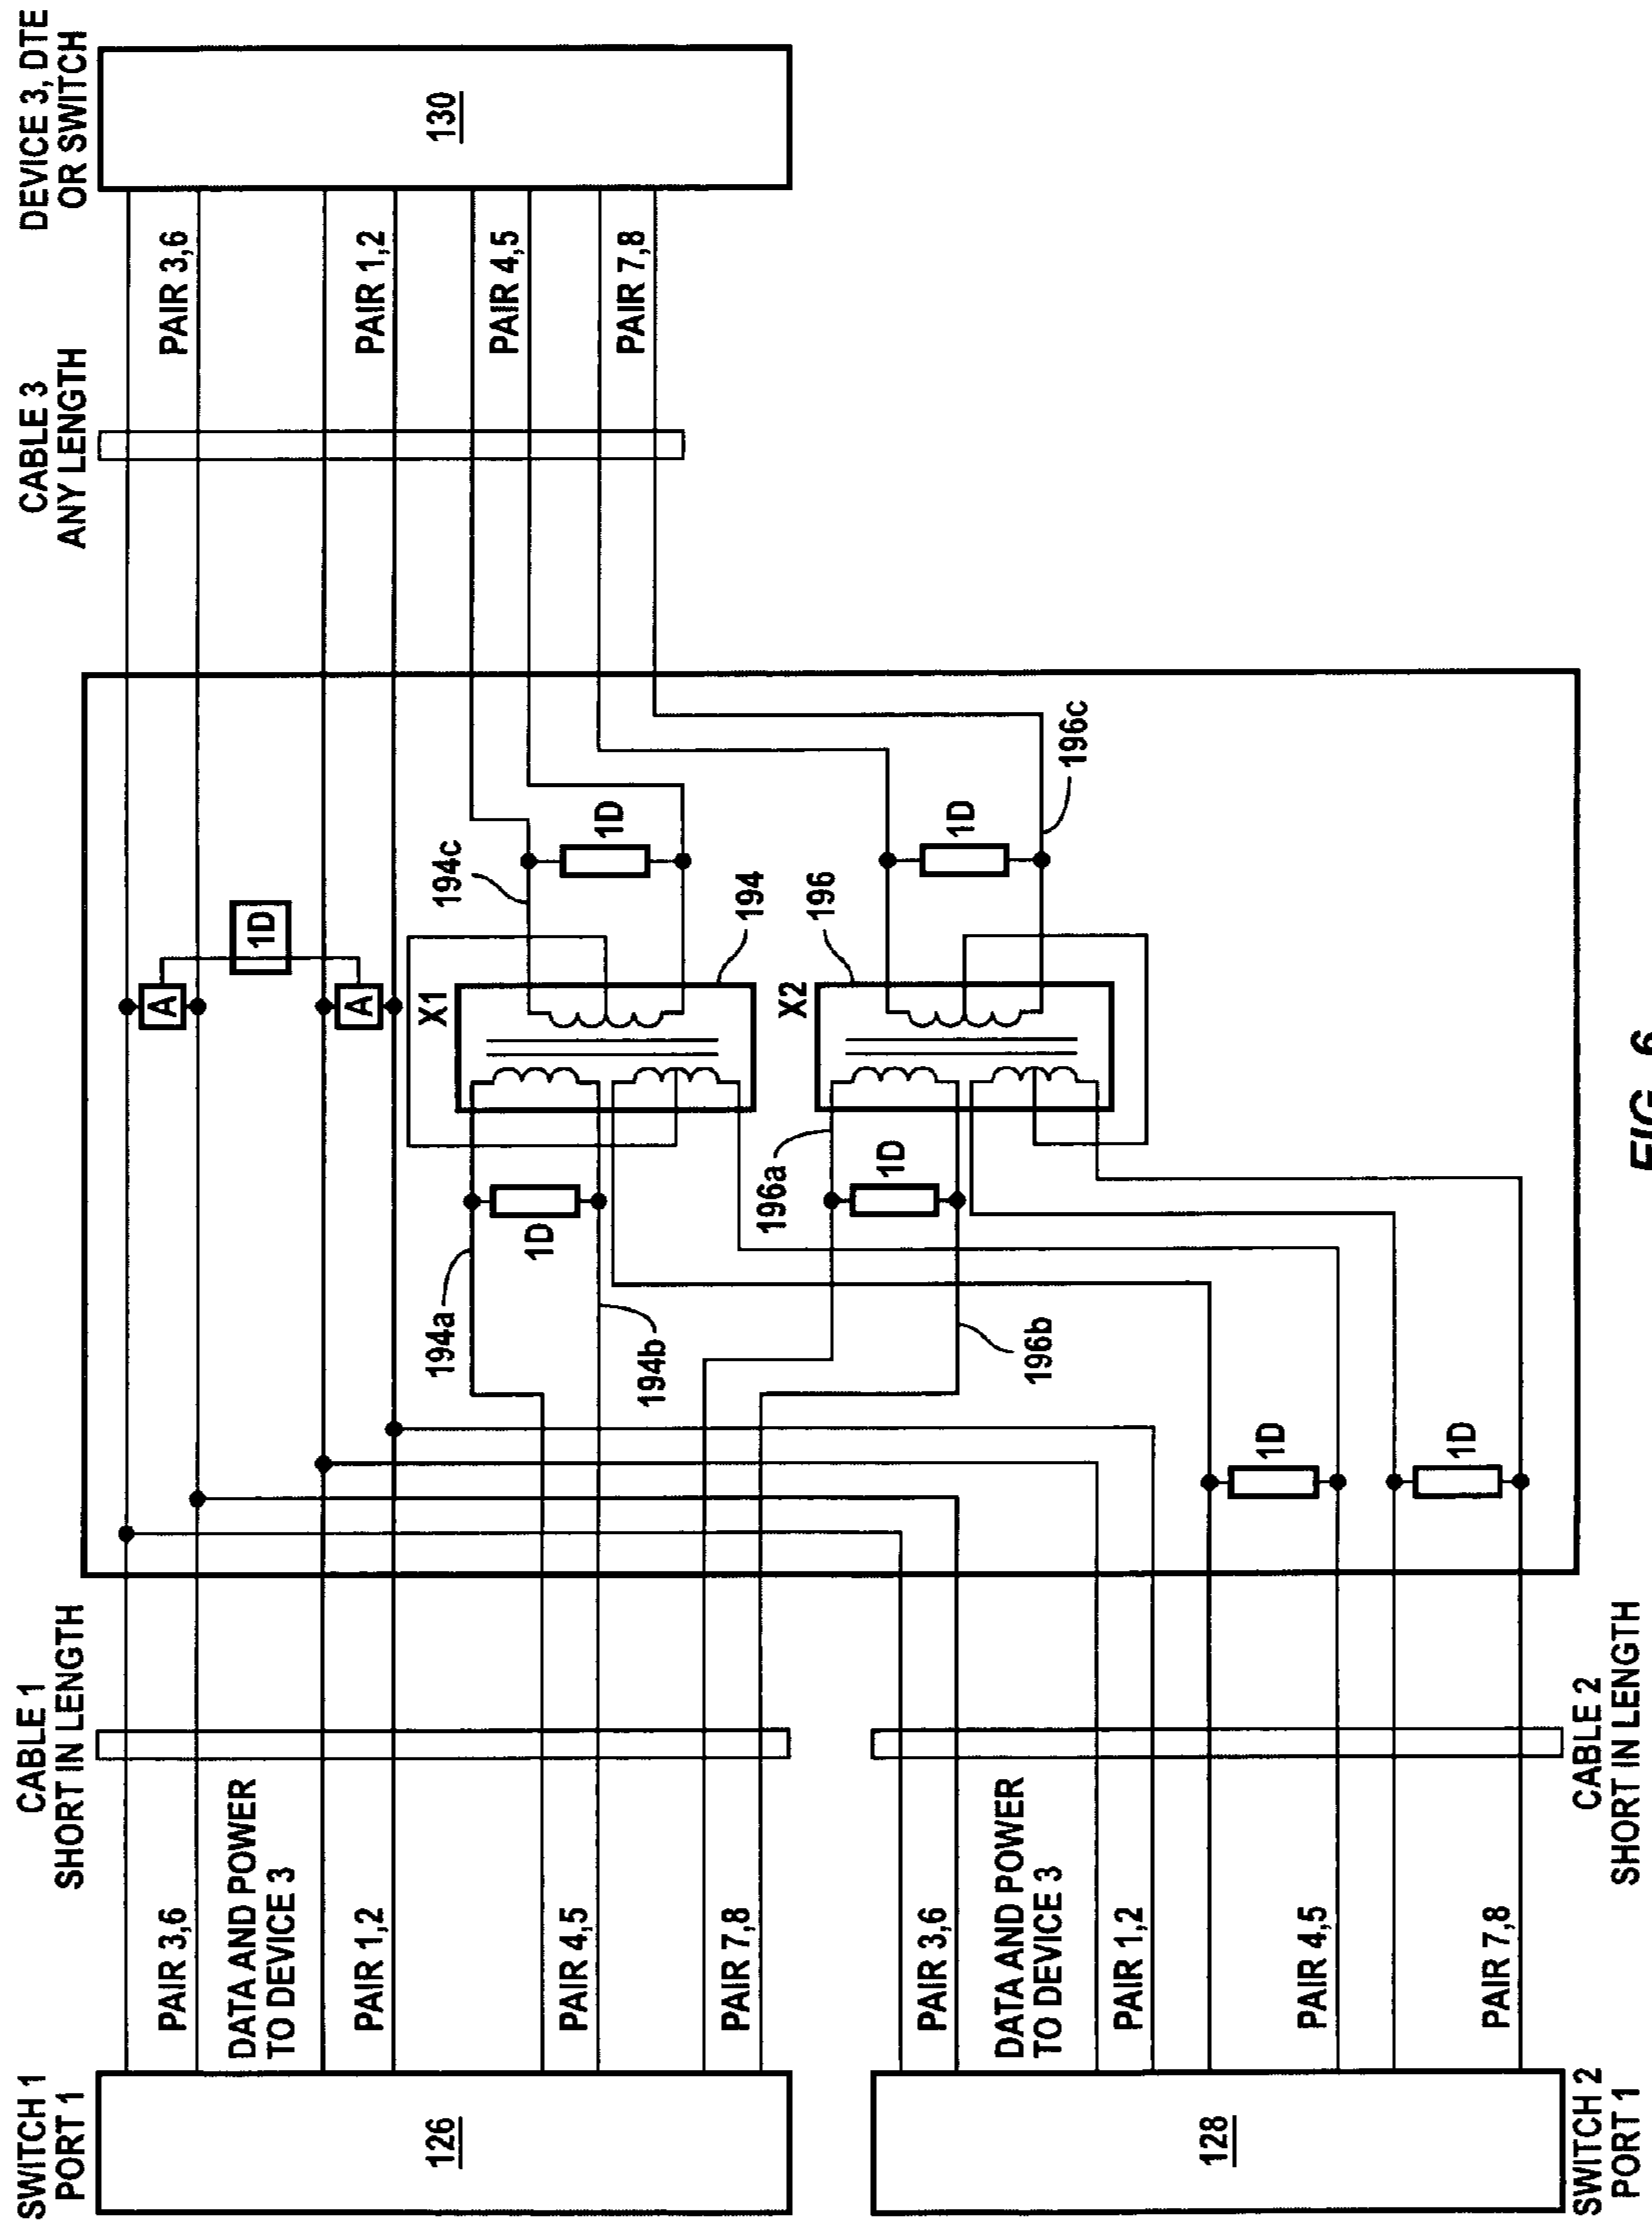 SWITCH 1
PORT 1
126
PAIR 3,6
DATA AND POWER
TO DEVICE 3
PAIR 1,2
PAIR 4,5
PAIR 7,8
CABLE 1
SHORT IN LENGTH
SWITCH 2
PORT 1
128
PAIR 3,6
DATA AND POWER
TO DEVICE 3
PAIR 1,2
PAIR 4,5
PAIR 7,8
CABLE 2
SHORT IN LENGTH
1D
1D
194a
194b
1D
196a
196b
1D
A
A
1D
X1
194
194c
1D
X2
196
196c
1D
CABLE 3
ANY LENGTH
PAIR 3,6
PAIR 1,2
PAIR 4,5
PAIR 7,8
DEVICE 3, DTE
OR SWITCH
130
FIG. 6